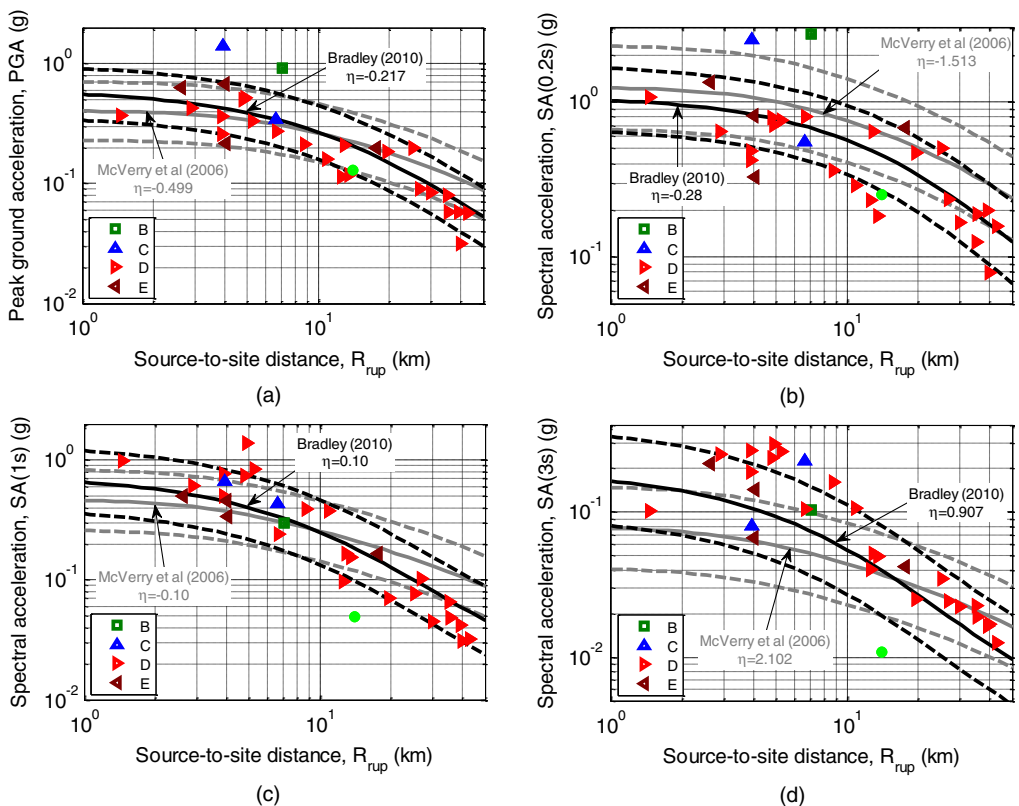 Peak ground acceleration, PGA (g)
10^0
10^-1
10^-2
Bradley (2010)
η=-0.217
McVerry et al (2006)
η=-0.499
B
C
D
E
10^0
10^1
Source-to-site distance, R_rup (km)
(a)
Spectral acceleration, SA(0.2s) (g)
10^0
10^-1
McVerry et al (2006)
η=-1.513
Bradley (2010)
η=-0.28
B
C
D
E
10^0
10^1
Source-to-site distance, R_rup (km)
(b)
Spectral acceleration, SA(1s) (g)
10^0
10^-1
10^-2
Bradley (2010)
η=0.10
McVerry et al (2006)
η=-0.10
B
C
D
E
10^0
10^1
Source-to-site distance, R_rup (km)
(c)
Spectral acceleration, SA(3s) (g)
10^-1
10^-2
Bradley (2010)
η=0.907
McVerry et al (2006)
η=2.102
B
C
D
E
10^0
10^1
Source-to-site distance, R_rup (km)
(d)